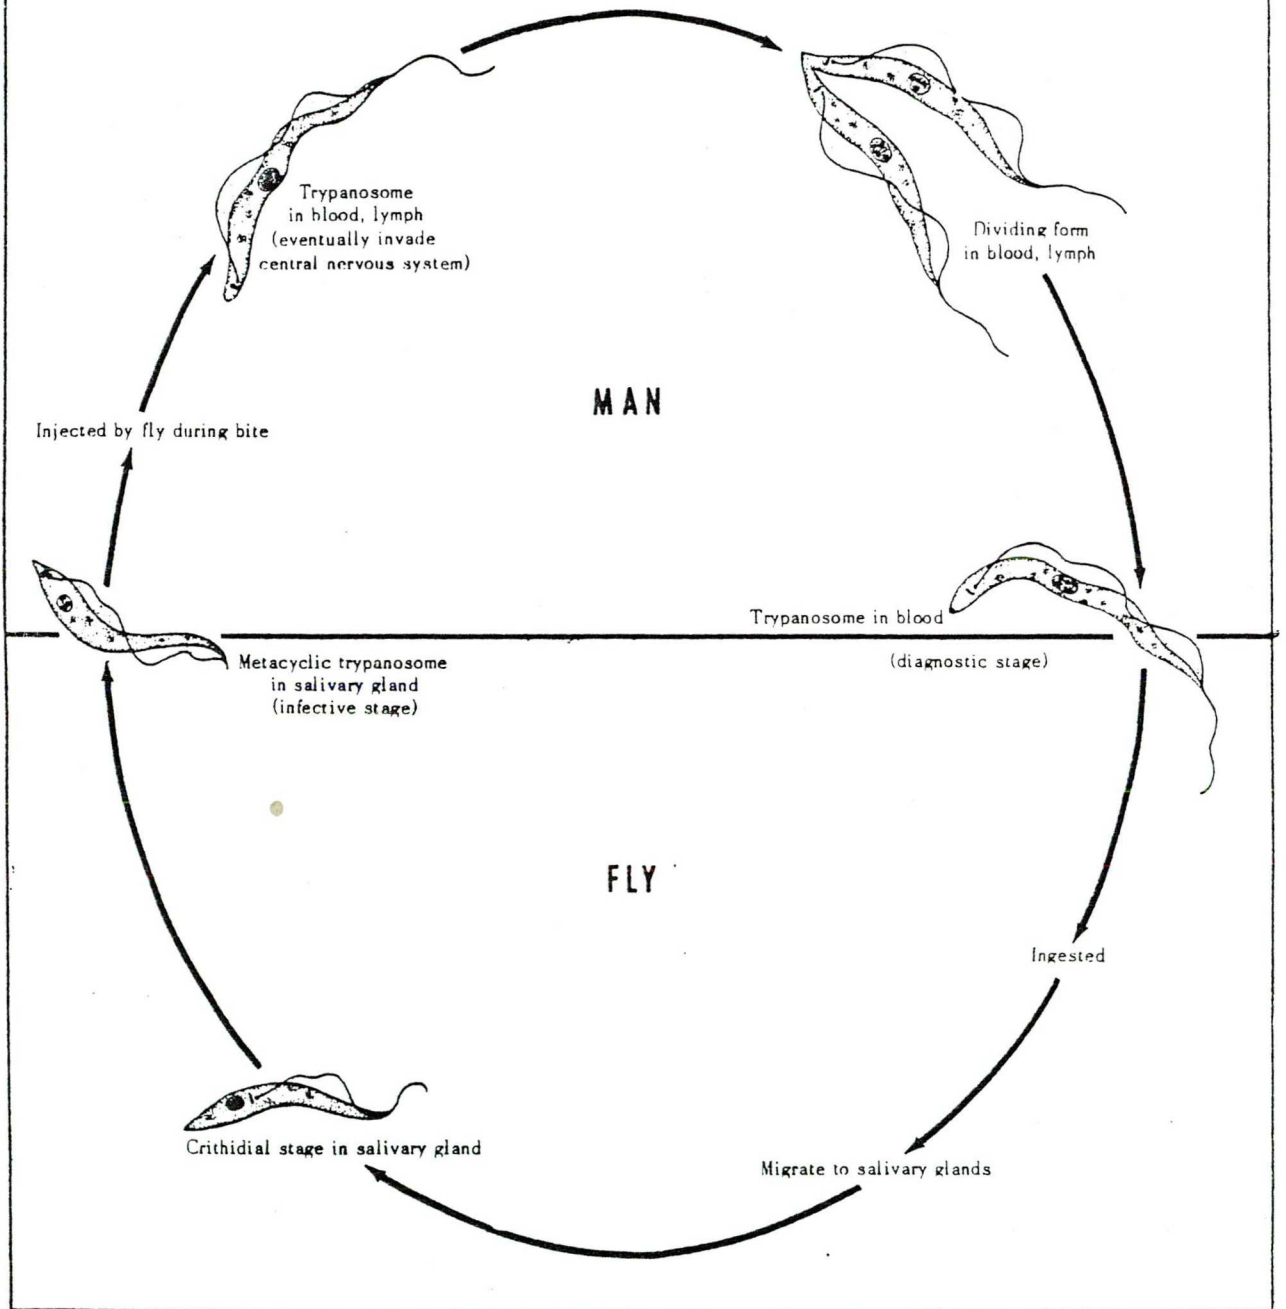 Trypanosome
in blood, lymph
(eventually invade
central nervous system)
Dividing form
in blood, lymph
MAN
Injected by fly during bite
Trypanosome in blood
(diagnostic stage)
Metacyclic trypanosome
in salivary gland
(infective stage)
FLY
Ingested
Crithidial stage in salivary gland
Migrate to salivary glands